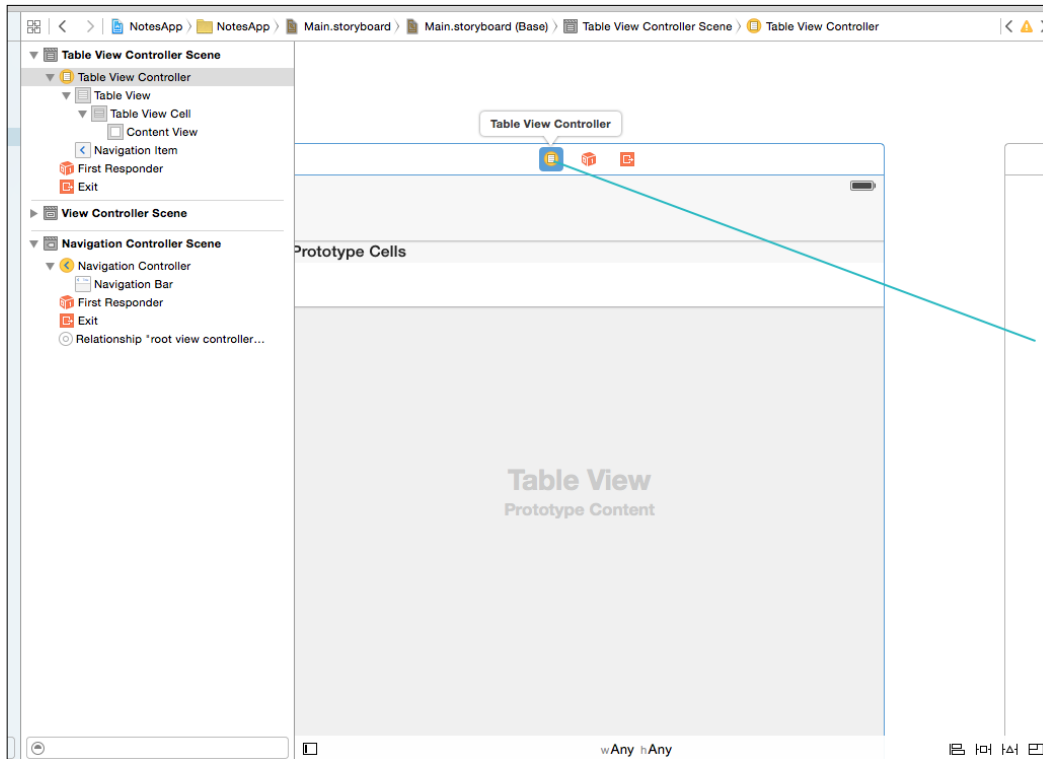 NotesApp NotesApp Main.storyboard Main.storyboard (Base) Table View Controller Scene Table View Controller
Table View Controller Scene
Table View Controller
Table View
Table View Cell
Content View
Navigation Item
First Responder
Exit
View Controller Scene
Navigation Controller Scene
Navigation Controller
Navigation Bar
First Responder
Exit
Relationship "root view controller...
Table View Controller
Prototype Cells
Table View
Prototype Content
wAny hAny